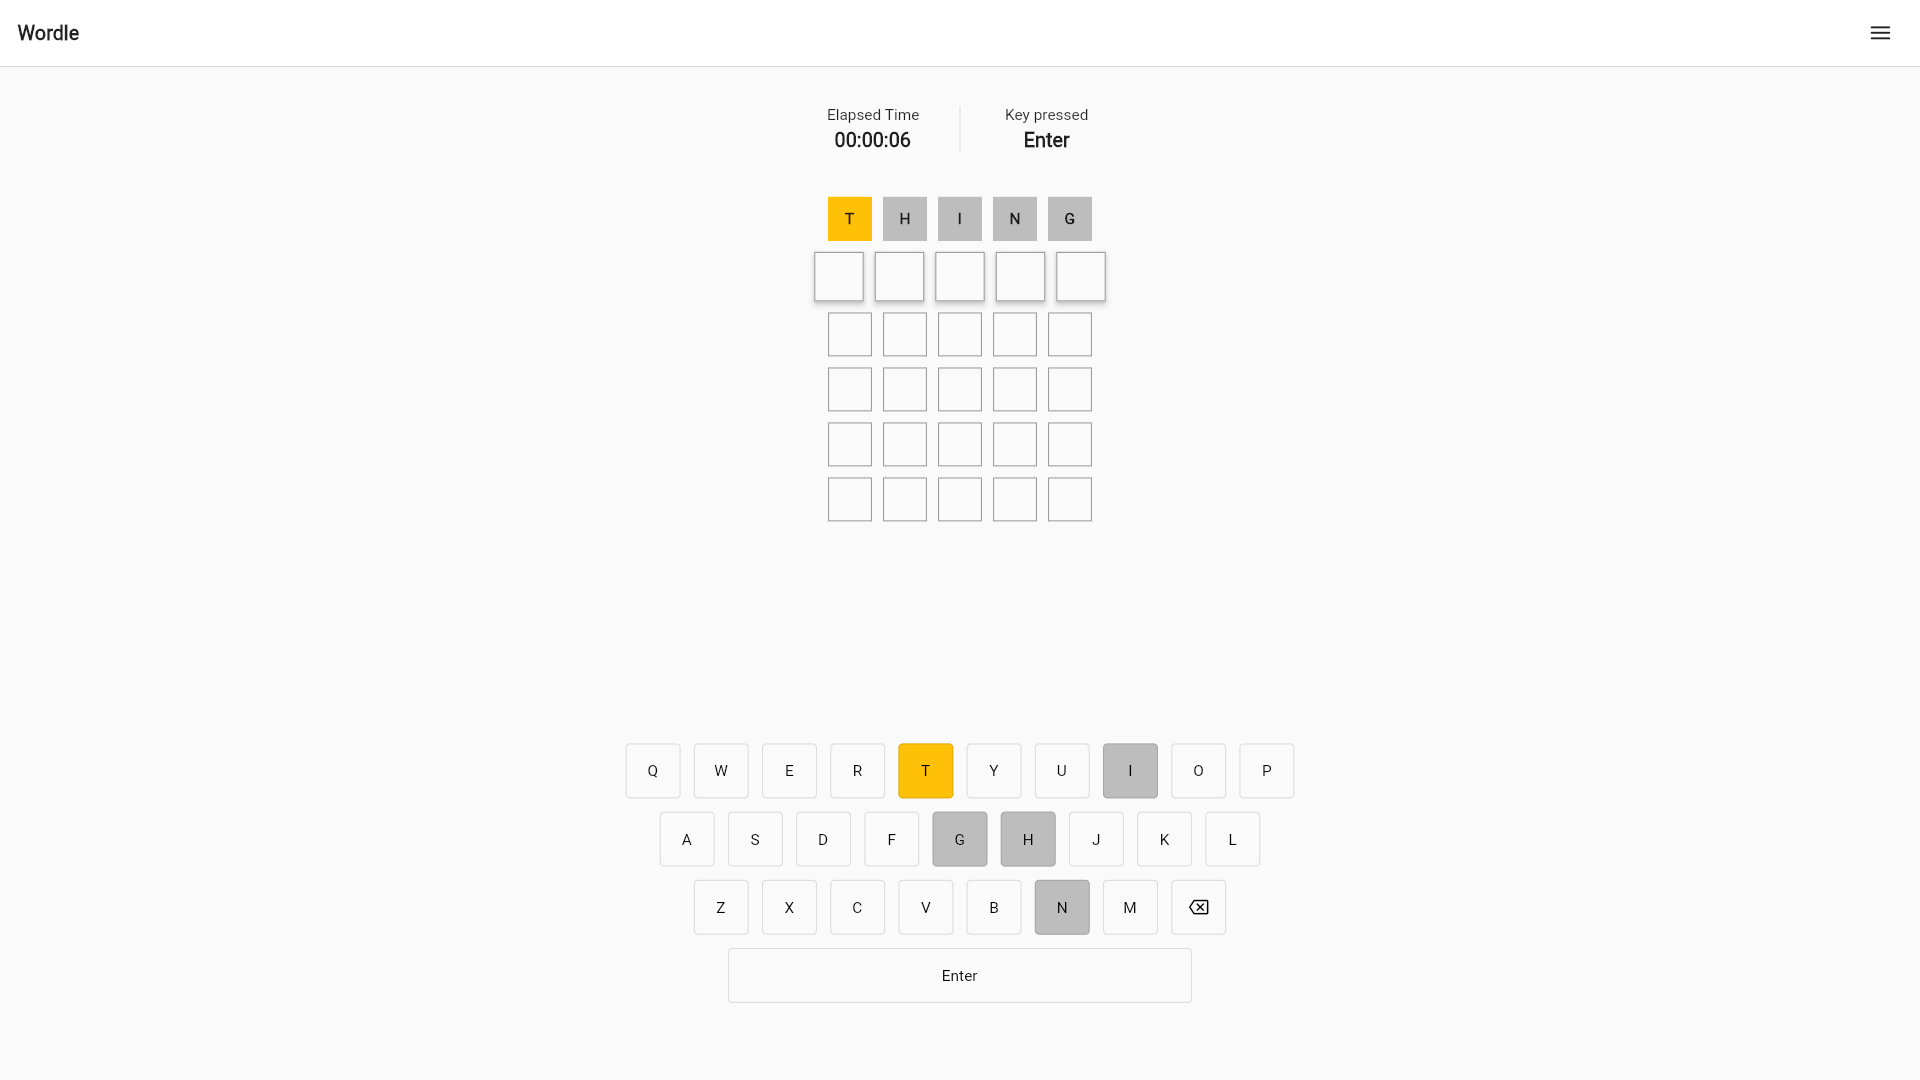 Wordle
Elapsed Time
00:00:06
Key pressed
Enter
T H I N G
Q W E R T Y U I O P
A S D F G H J K L
Z X C V B N M
Enter